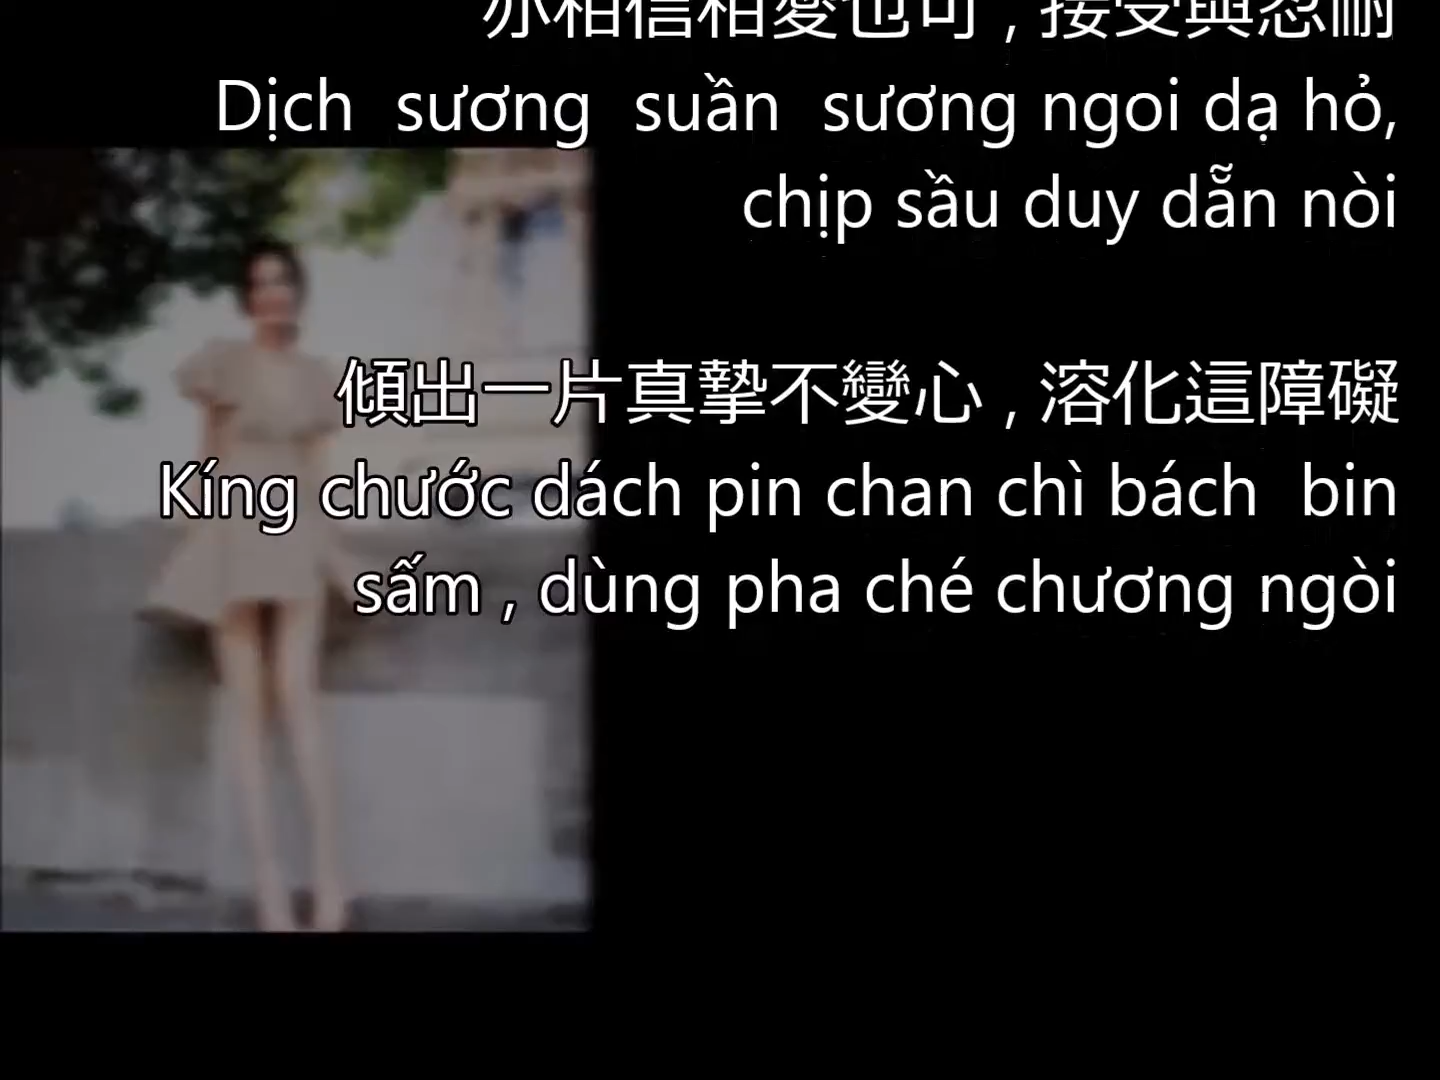 亦相信相愛也可 , 接受與忍耐
Dịch sương suần sương ngoi dạ hỏ,
chịp sầu duy dẵn nòi
傾出一片真摯不變心 , 溶化這障礙
Kíng chước dách pin chan chì bách bin
sấm , dùng pha ché chương ngòi